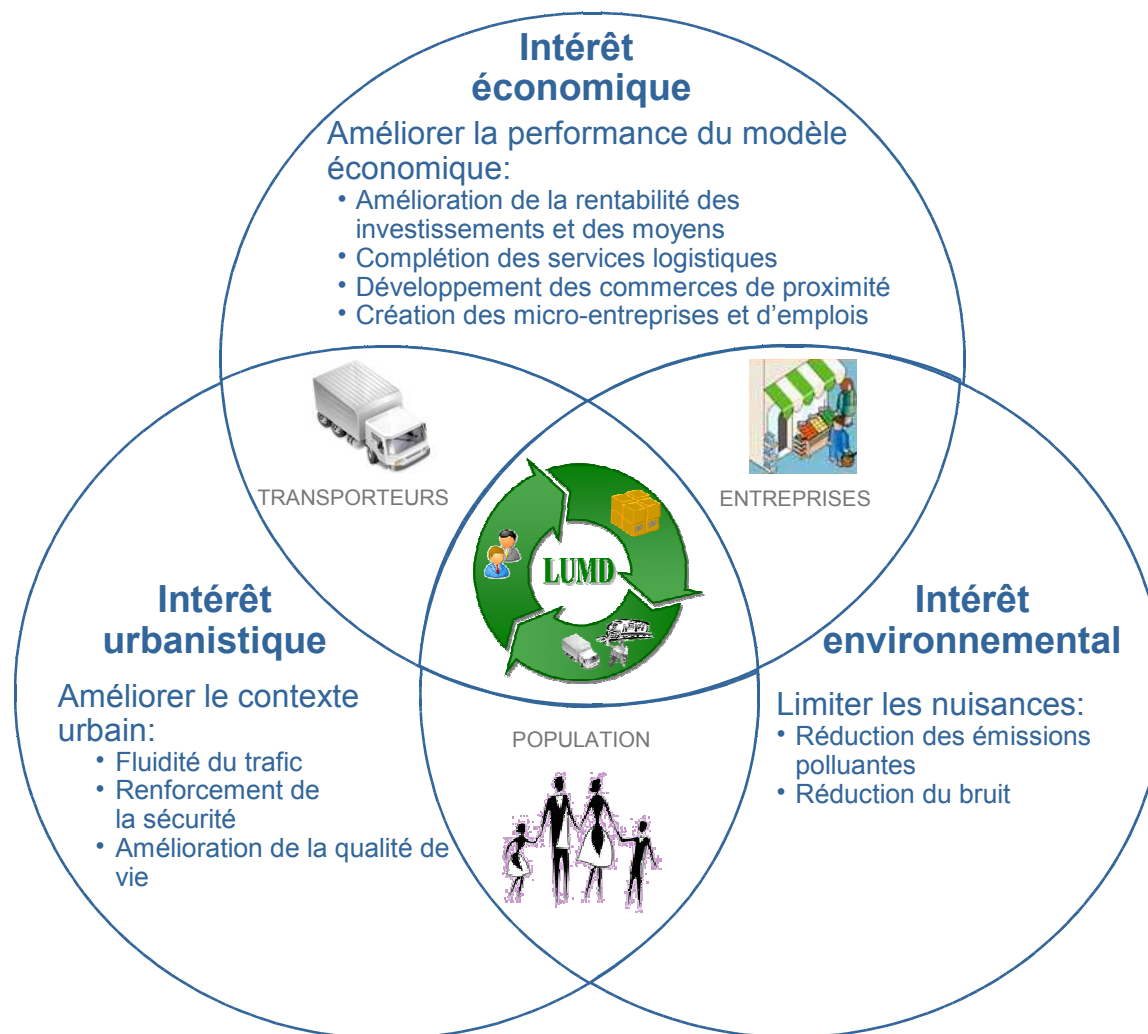 Intérêt
économique
Améliorer la performance du modèle
économique:
• Amélioration de la rentabilité des
investissements et des moyens
• Complétion des services logistiques
• Développement des commerces de proximité
• Création des micro-entreprises et d’emplois
TRANSPORTEURS
ENTREPRISES
LUMD
Intérêt
urbanistique
Améliorer le contexte
urbain:
• Fluidité du trafic
• Renforcement de
la sécurité
• Amélioration de la qualité de
vie
POPULATION
Intérêt
environnemental
Limiter les nuisances:
• Réduction des émissions
polluantes
• Réduction du bruit